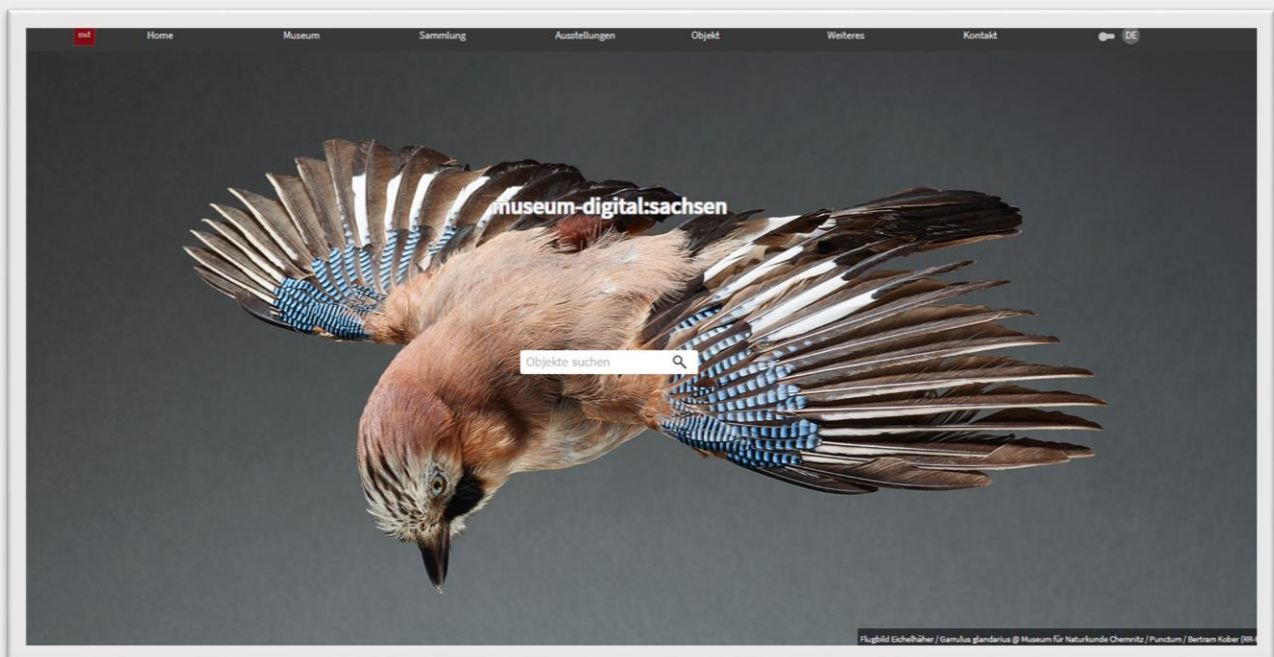 md
Home Museum Sammlung Ausstellungen Objekt Weiteres Kontakt DE
museum-digital:sachsen
Objekte suchen
Flugbild Eichelhäher / Garrulus glandarius @ Museum für Naturkunde Chemnitz / Punctum / Bertram Kober (RR-